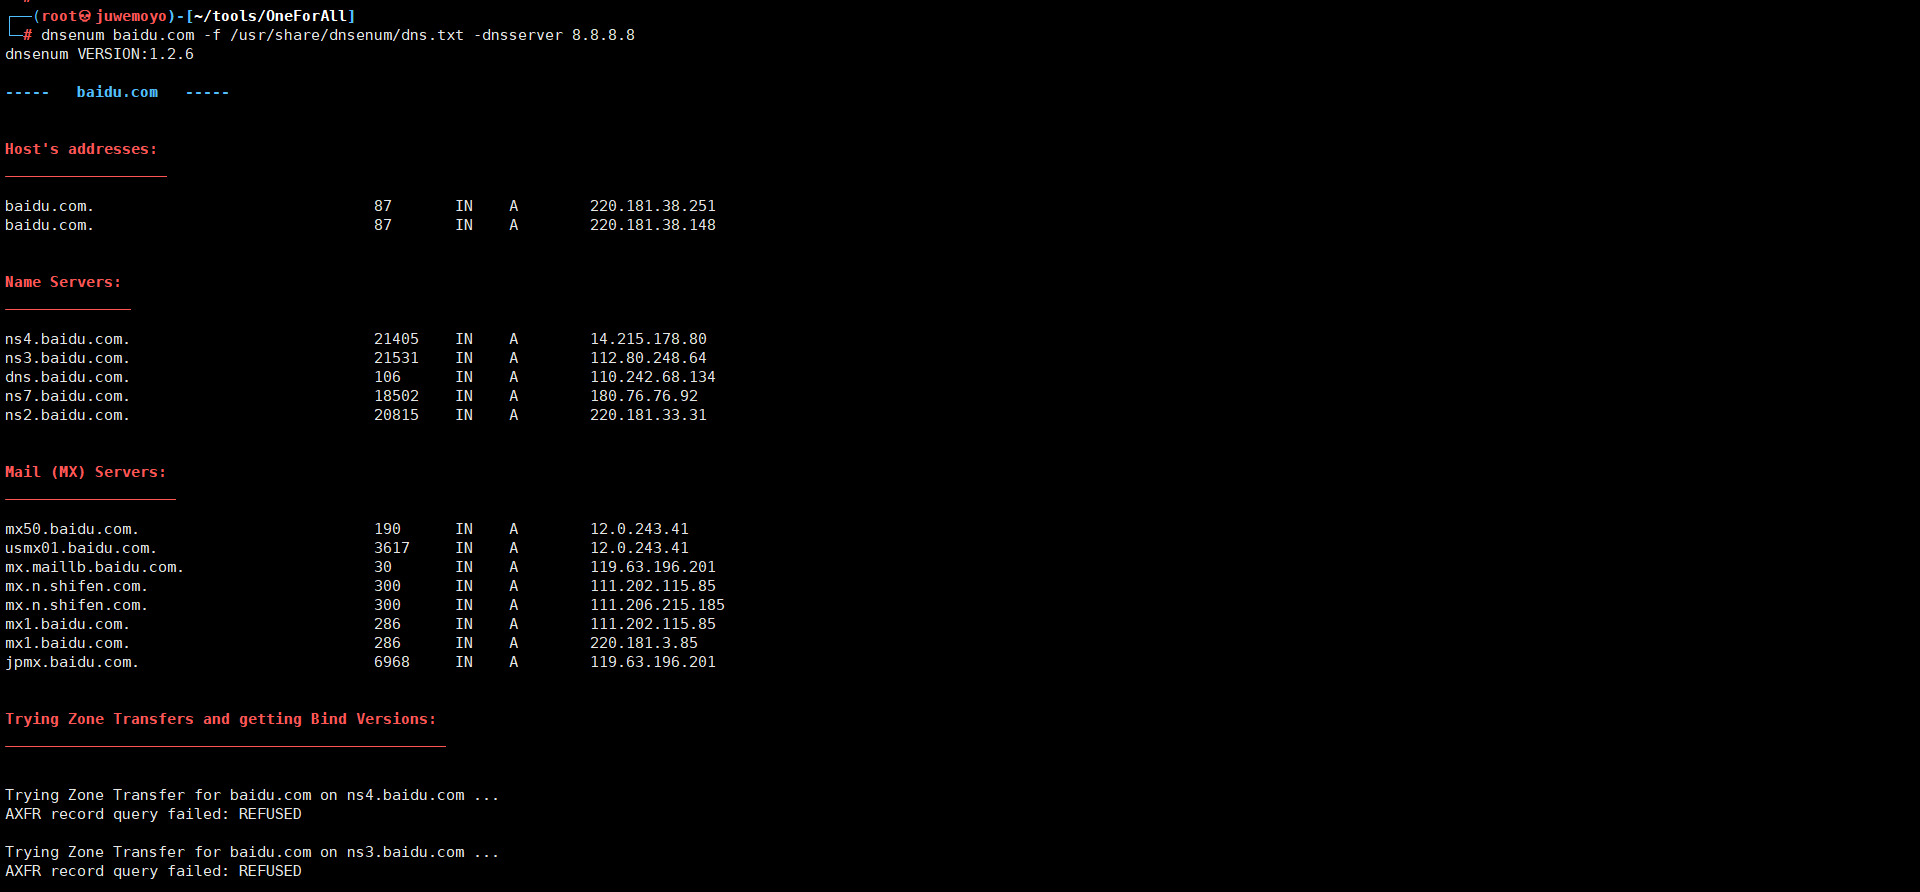 ┌──(root💀juwemoyo)-[~/tools/OneForAll]
└─# dnsenum baidu.com -f /usr/share/dnsenum/dns.txt -dnsserver 8.8.8.8
dnsenum VERSION:1.2.6
----- baidu.com -----
Host's addresses:
baidu.com. 87 IN A 220.181.38.251
baidu.com. 87 IN A 220.181.38.148
Name Servers:
ns4.baidu.com. 21405 IN A 14.215.178.80
ns3.baidu.com. 21531 IN A 112.80.248.64
dns.baidu.com. 106 IN A 110.242.68.134
ns7.baidu.com. 18502 IN A 180.76.76.92
ns2.baidu.com. 20815 IN A 220.181.33.31
Mail (MX) Servers:
mx50.baidu.com. 190 IN A 12.0.243.41
usmx01.baidu.com. 3617 IN A 12.0.243.41
mx.maillb.baidu.com. 30 IN A 119.63.196.201
mx.n.shifen.com. 300 IN A 111.202.115.85
mx.n.shifen.com. 300 IN A 111.206.215.185
mx1.baidu.com. 286 IN A 111.202.115.85
mx1.baidu.com. 286 IN A 220.181.3.85
jpmx.baidu.com. 6968 IN A 119.63.196.201
Trying Zone Transfers and getting Bind Versions:
Trying Zone Transfer for baidu.com on ns4.baidu.com ...
AXFR record query failed: REFUSED
Trying Zone Transfer for baidu.com on ns3.baidu.com ...
AXFR record query failed: REFUSED